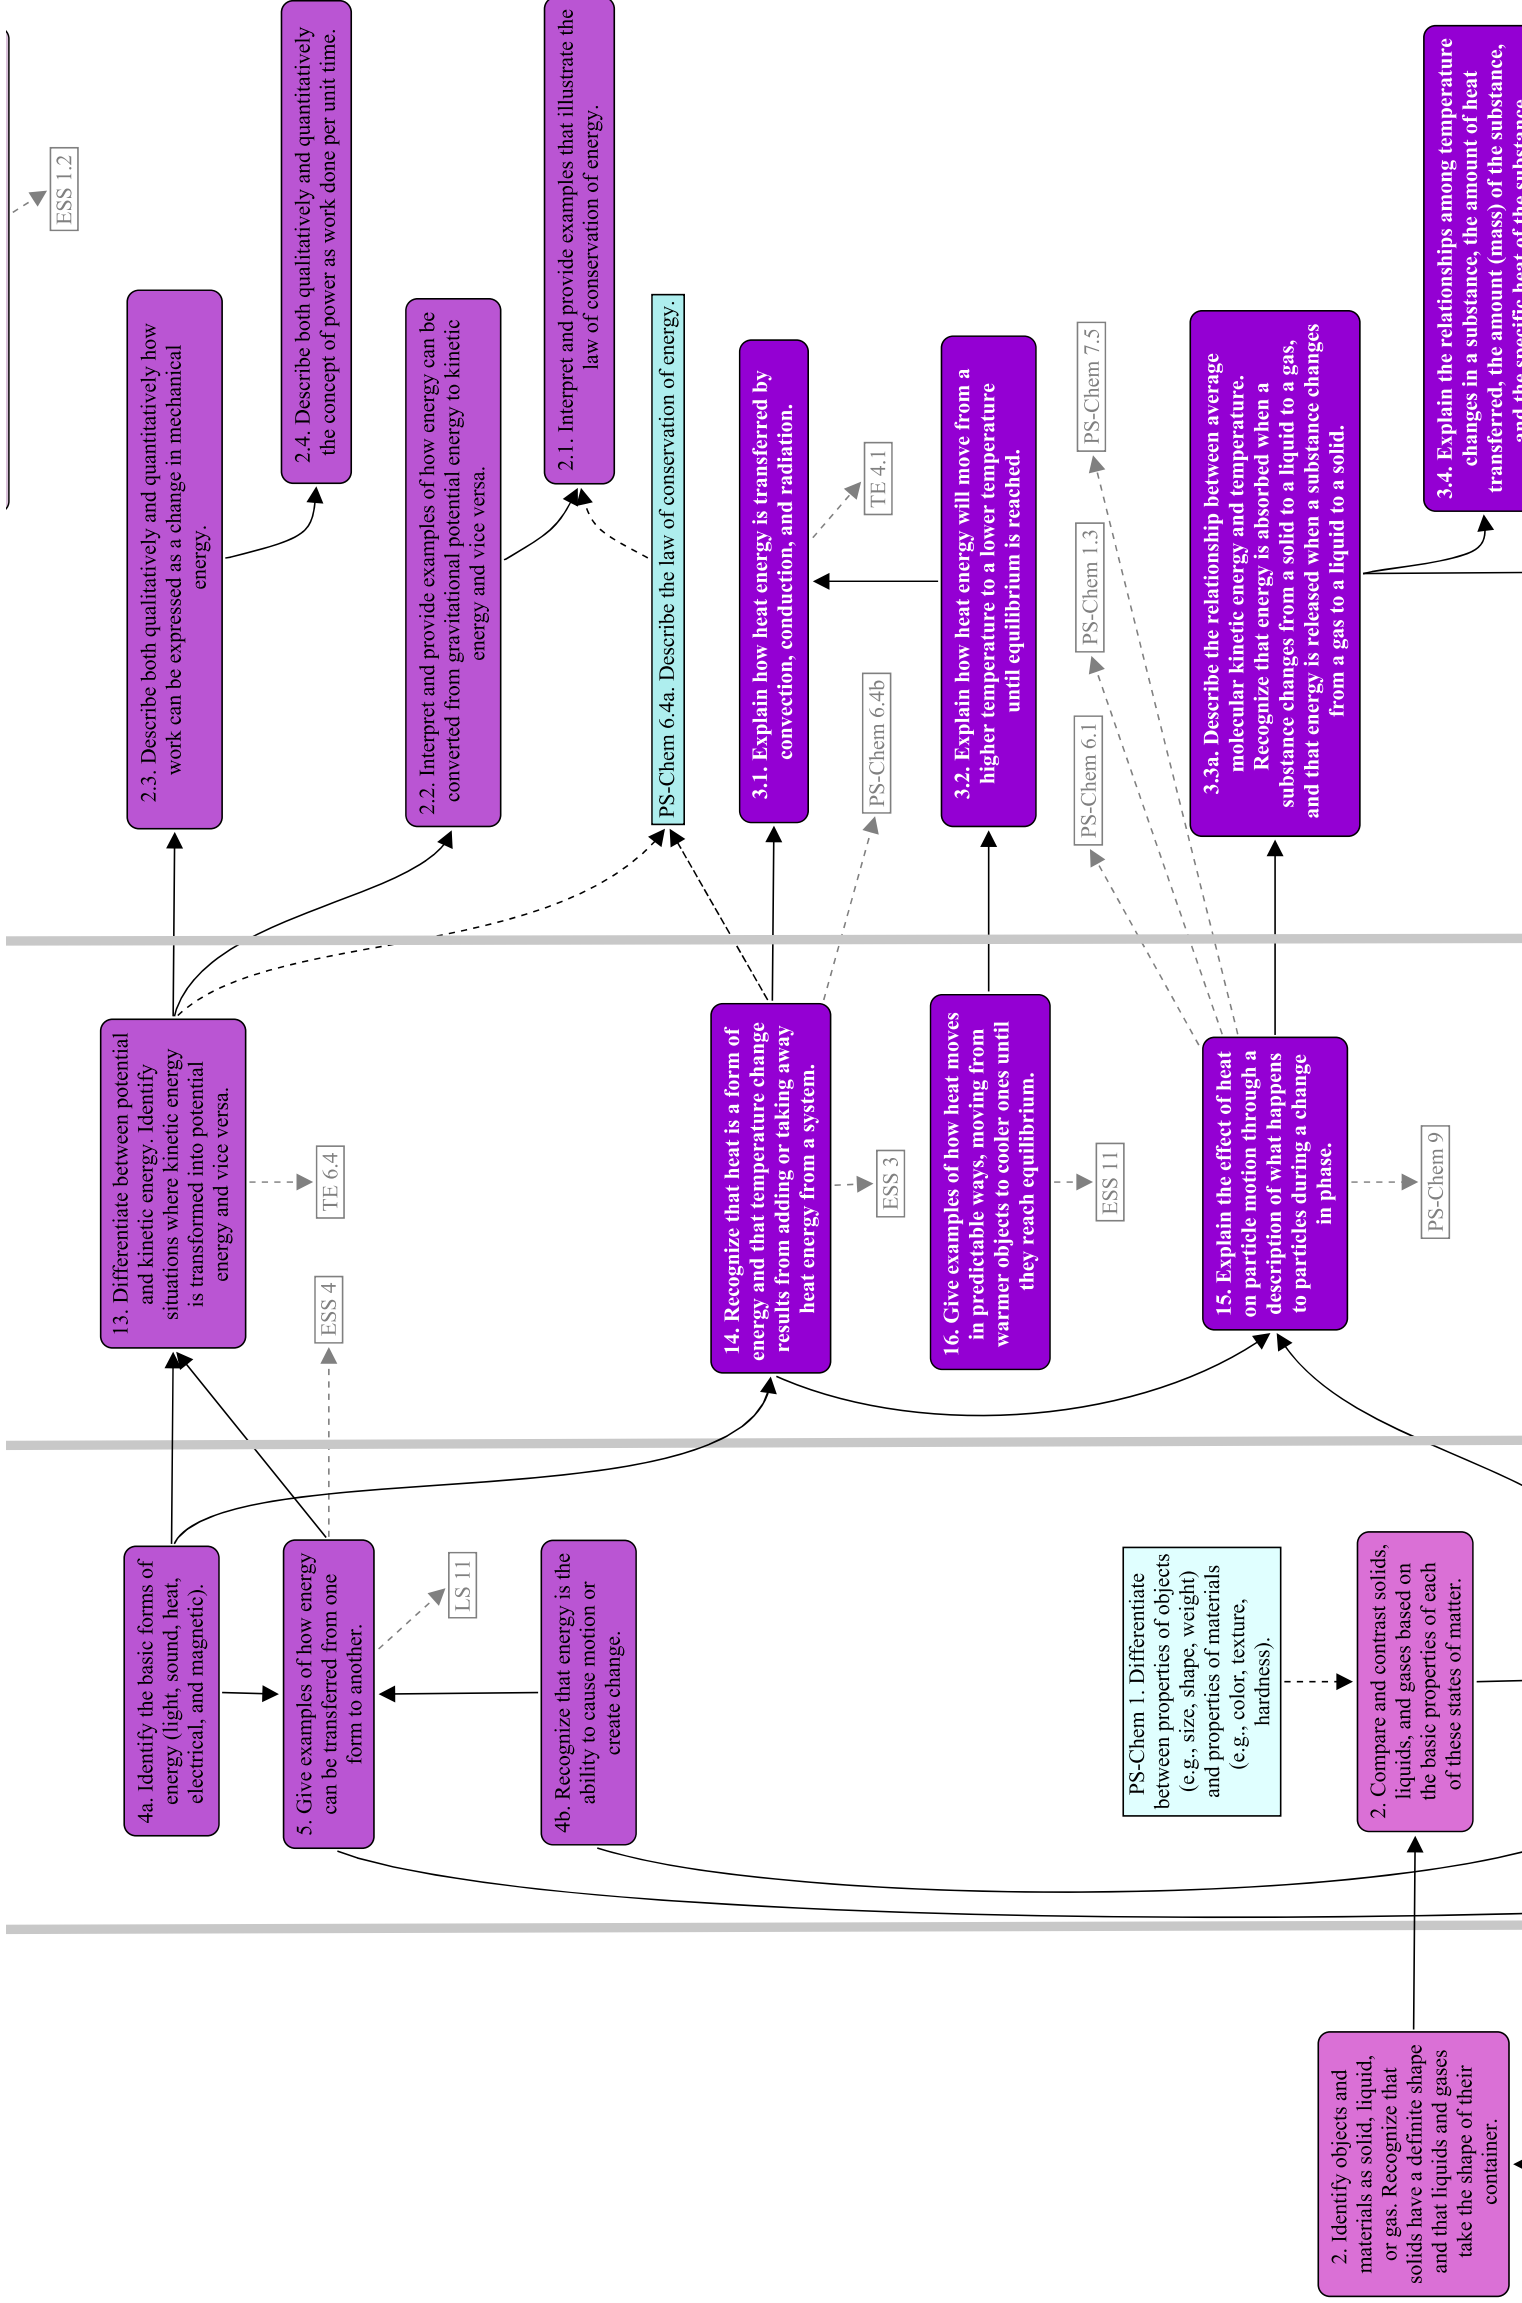 ESS 1.2
2.4. Describe both qualitatively and quantitatively
the concept of power as work done per unit time.
2.1. Interpret and provide examples that illustrate the
law of conservation of energy.
2.3. Describe both qualitatively and quantitatively how
work can be expressed as a change in mechanical
energy.
2.2. Interpret and provide examples of how energy can be
converted from gravitational potential energy to kinetic
energy and vice versa.
PS-Chem 6.4a. Describe the law of conservation of energy.
3.1. Explain how heat energy is transferred by
convection, conduction, and radiation.
TE 4.1
PS-Chem 6.4b
3.2. Explain how heat energy will move from a
higher temperature to a lower temperature
until equilibrium is reached.
PS-Chem 7.5
PS-Chem 1.3
PS-Chem 6.1
3.3a. Describe the relationship between average
molecular kinetic energy and temperature.
Recognize that energy is absorbed when a
substance changes from a solid to a liquid to a gas,
and that energy is released when a substance changes
from a gas to a liquid to a solid.
3.4. Explain the relationships among temperature
changes in a substance, the amount of heat
transferred, the amount (mass) of the substance,
and the specific heat of the substance
13. Differentiate between potential
and kinetic energy. Identify
situations where kinetic energy
is transformed into potential
energy and vice versa.
TE 6.4
ESS 4
14. Recognize that heat is a form of
energy and that temperature change
results from adding or taking away
heat energy from a system.
ESS 3
16. Give examples of how heat moves
in predictable ways, moving from
warmer objects to cooler ones until
they reach equilibrium.
ESS 11
15. Explain the effect of heat
on particle motion through a
description of what happens
to particles during a change
in phase.
PS-Chem 9
4a. Identify the basic forms of
energy (light, sound, heat,
electrical, and magnetic).
5. Give examples of how energy
can be transferred from one
form to another.
LS 11
4b. Recognize that energy is the
ability to cause motion or
create change.
PS-Chem 1. Differentiate
between properties of objects
(e.g., size, shape, weight)
and properties of materials
(e.g., color, texture,
hardness).
2. Compare and contrast solids,
liquids, and gases based on
the basic properties of each
of these states of matter.
2. Identify objects and
materials as solid, liquid,
or gas. Recognize that
solids have a definite shape
and that liquids and gases
take the shape of their
container.